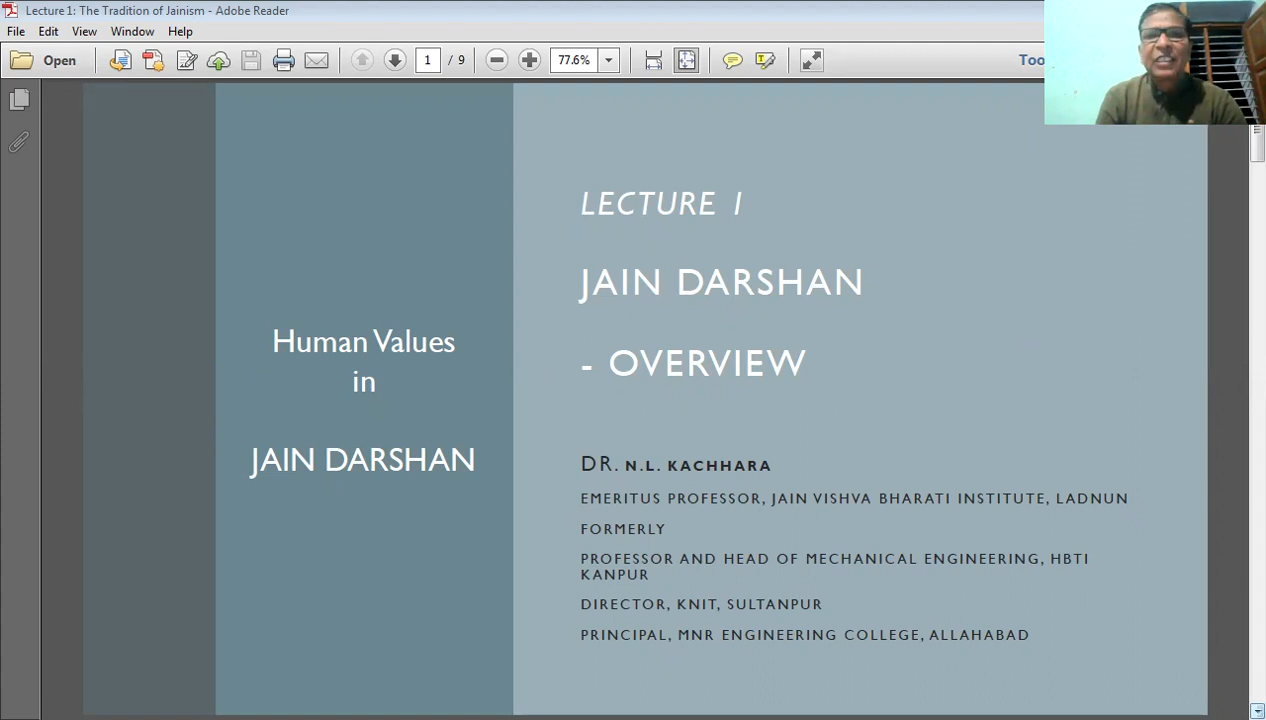 Lecture 1: The Tradition of Jainism - Adobe Reader
File Edit View Window Help
Open 1 / 9 77.6% Too
LECTURE 1
JAIN DARSHAN
- OVERVIEW
Human Values
in
JAIN DARSHAN
DR. N.L. KACHHARA
EMERITUS PROFESSOR, JAIN VISHVA BHARATI INSTITUTE, LADNUN
FORMERLY
PROFESSOR AND HEAD OF MECHANICAL ENGINEERING, HBTI
KANPUR
DIRECTOR, KNIT, SULTANPUR
PRINCIPAL, MNR ENGINEERING COLLEGE, ALLAHABAD